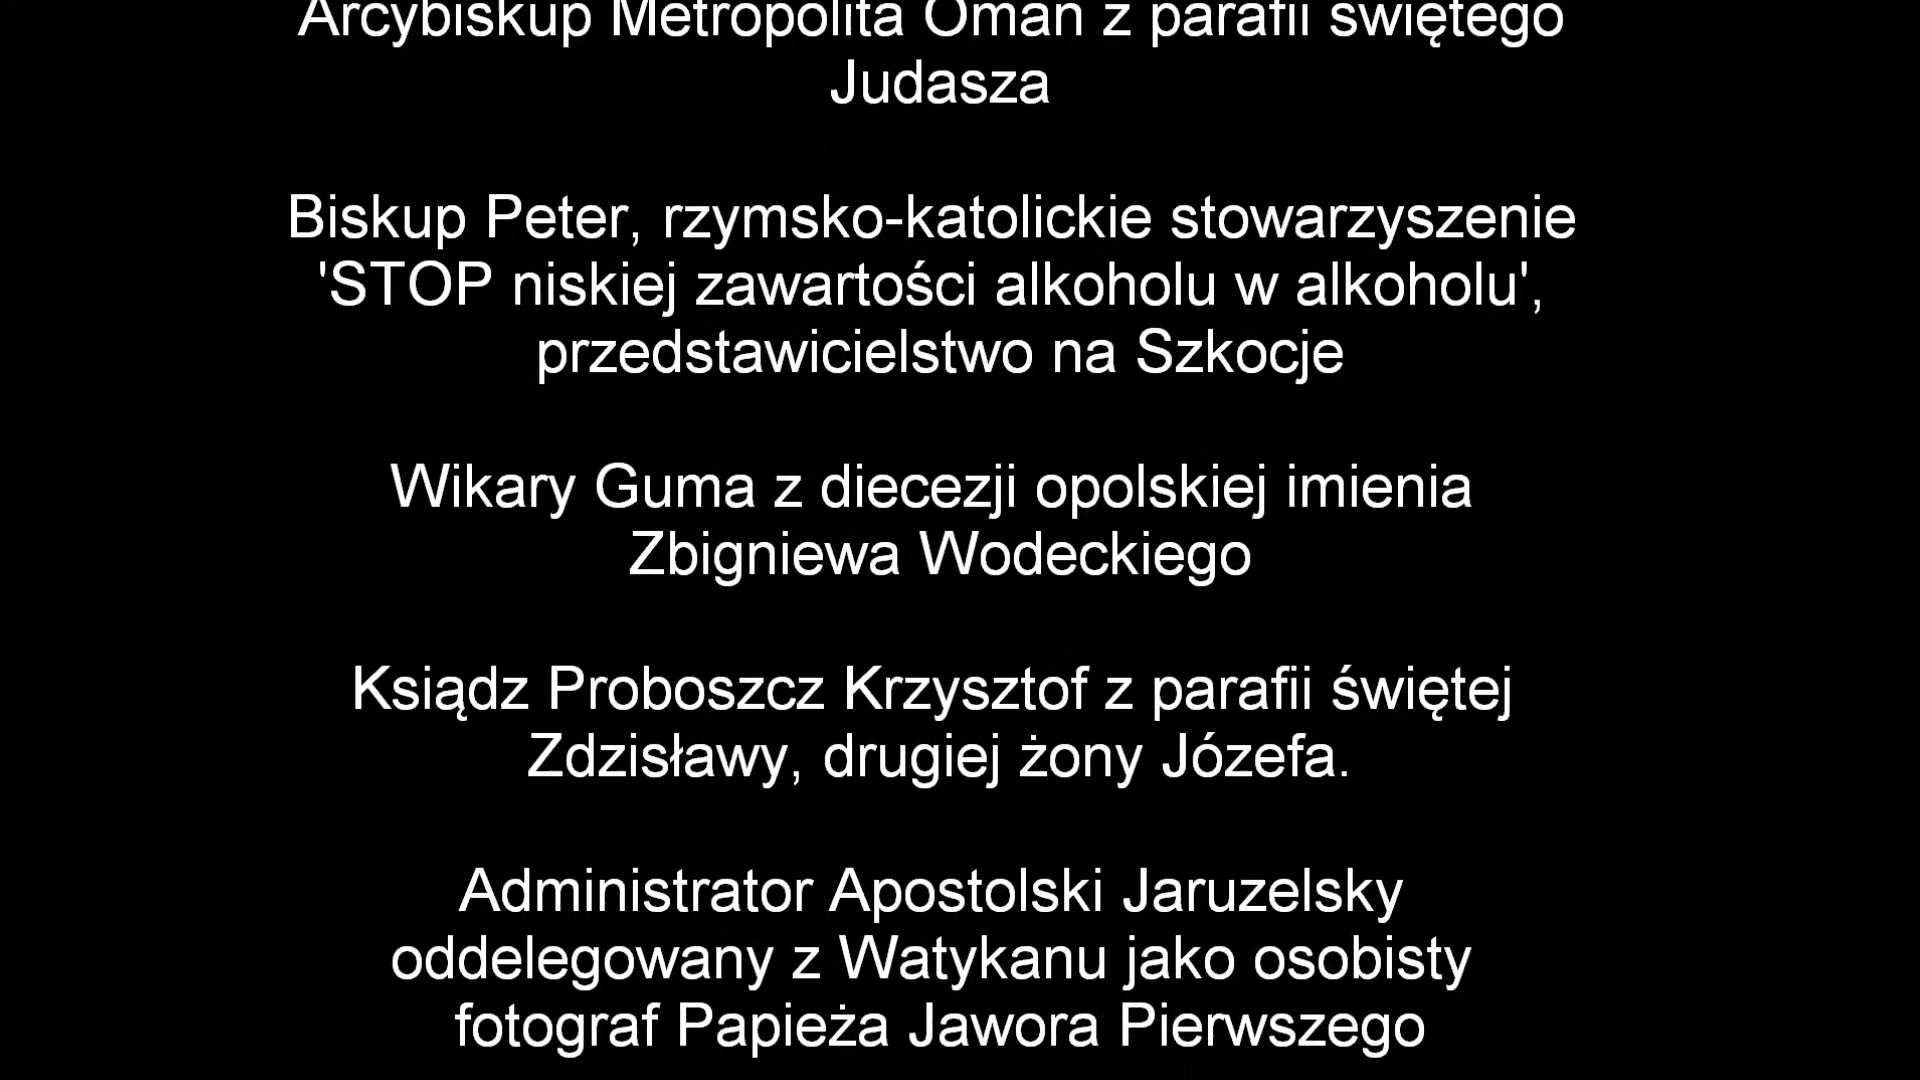 Arcybiskup Metropolita Oman z parafii świętego
Judasza
Biskup Peter, rzymsko-katolickie stowarzyszenie
'STOP niskiej zawartości alkoholu w alkoholu',
przedstawicielstwo na Szkocje
Wikary Guma z diecezji opolskiej imienia
Zbigniewa Wodeckiego
Ksiądz Proboszcz Krzysztof z parafii świętej
Zdzisławy, drugiej żony Józefa.
Administrator Apostolski Jaruzelsky
oddelegowany z Watykanu jako osobisty
fotograf Papieża Jawora Pierwszego